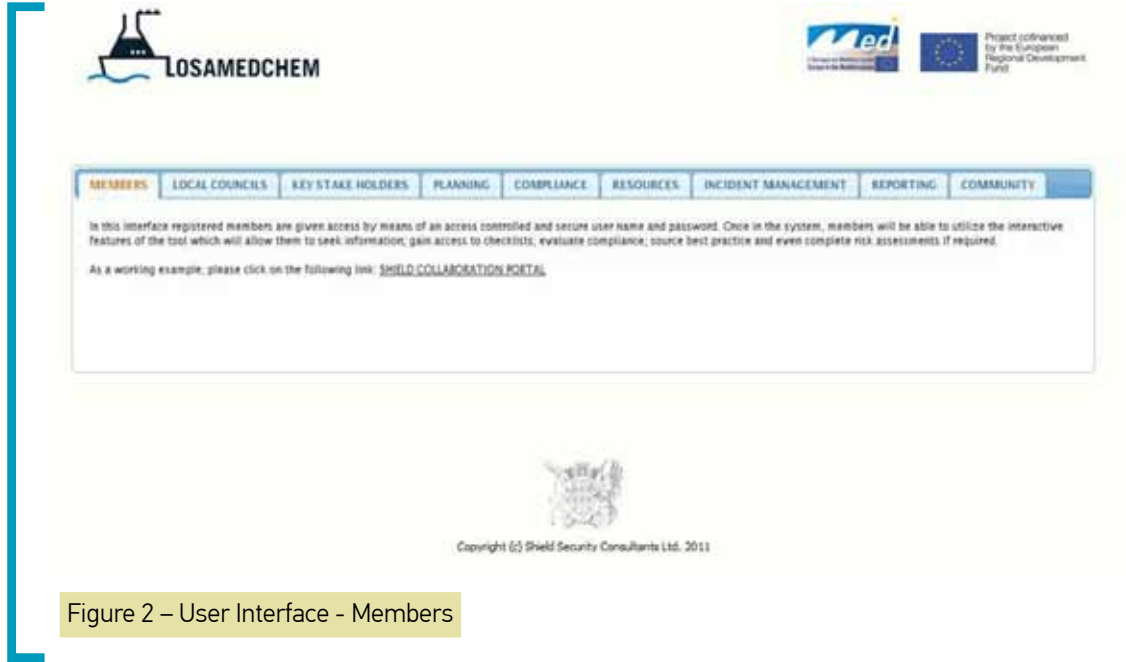 LOSAMEDCHEM
Med
Project cofinanced
by the European
Regional Development
Fund
MEMBERS LOCAL COUNCILS KEY STAKE HOLDERS PLANNING COMPLIANCE RESOURCES INCIDENT MANAGEMENT REPORTING COMMUNITY
In this interface registered members are given access by means of an access controlled and secure user name and password. Once in the system, members will be able to utilize the interactive
features of the tool which will allow them to seek information; gain access to checklists; evaluate compliance; source best practice and even complete risk assessments if required.
As a working example; please click on the following link: SHIELD COLLABORATION PORTAL
Copyright (c) Shield Security Consultants Ltd. 2011
Figure 2 – User Interface - Members